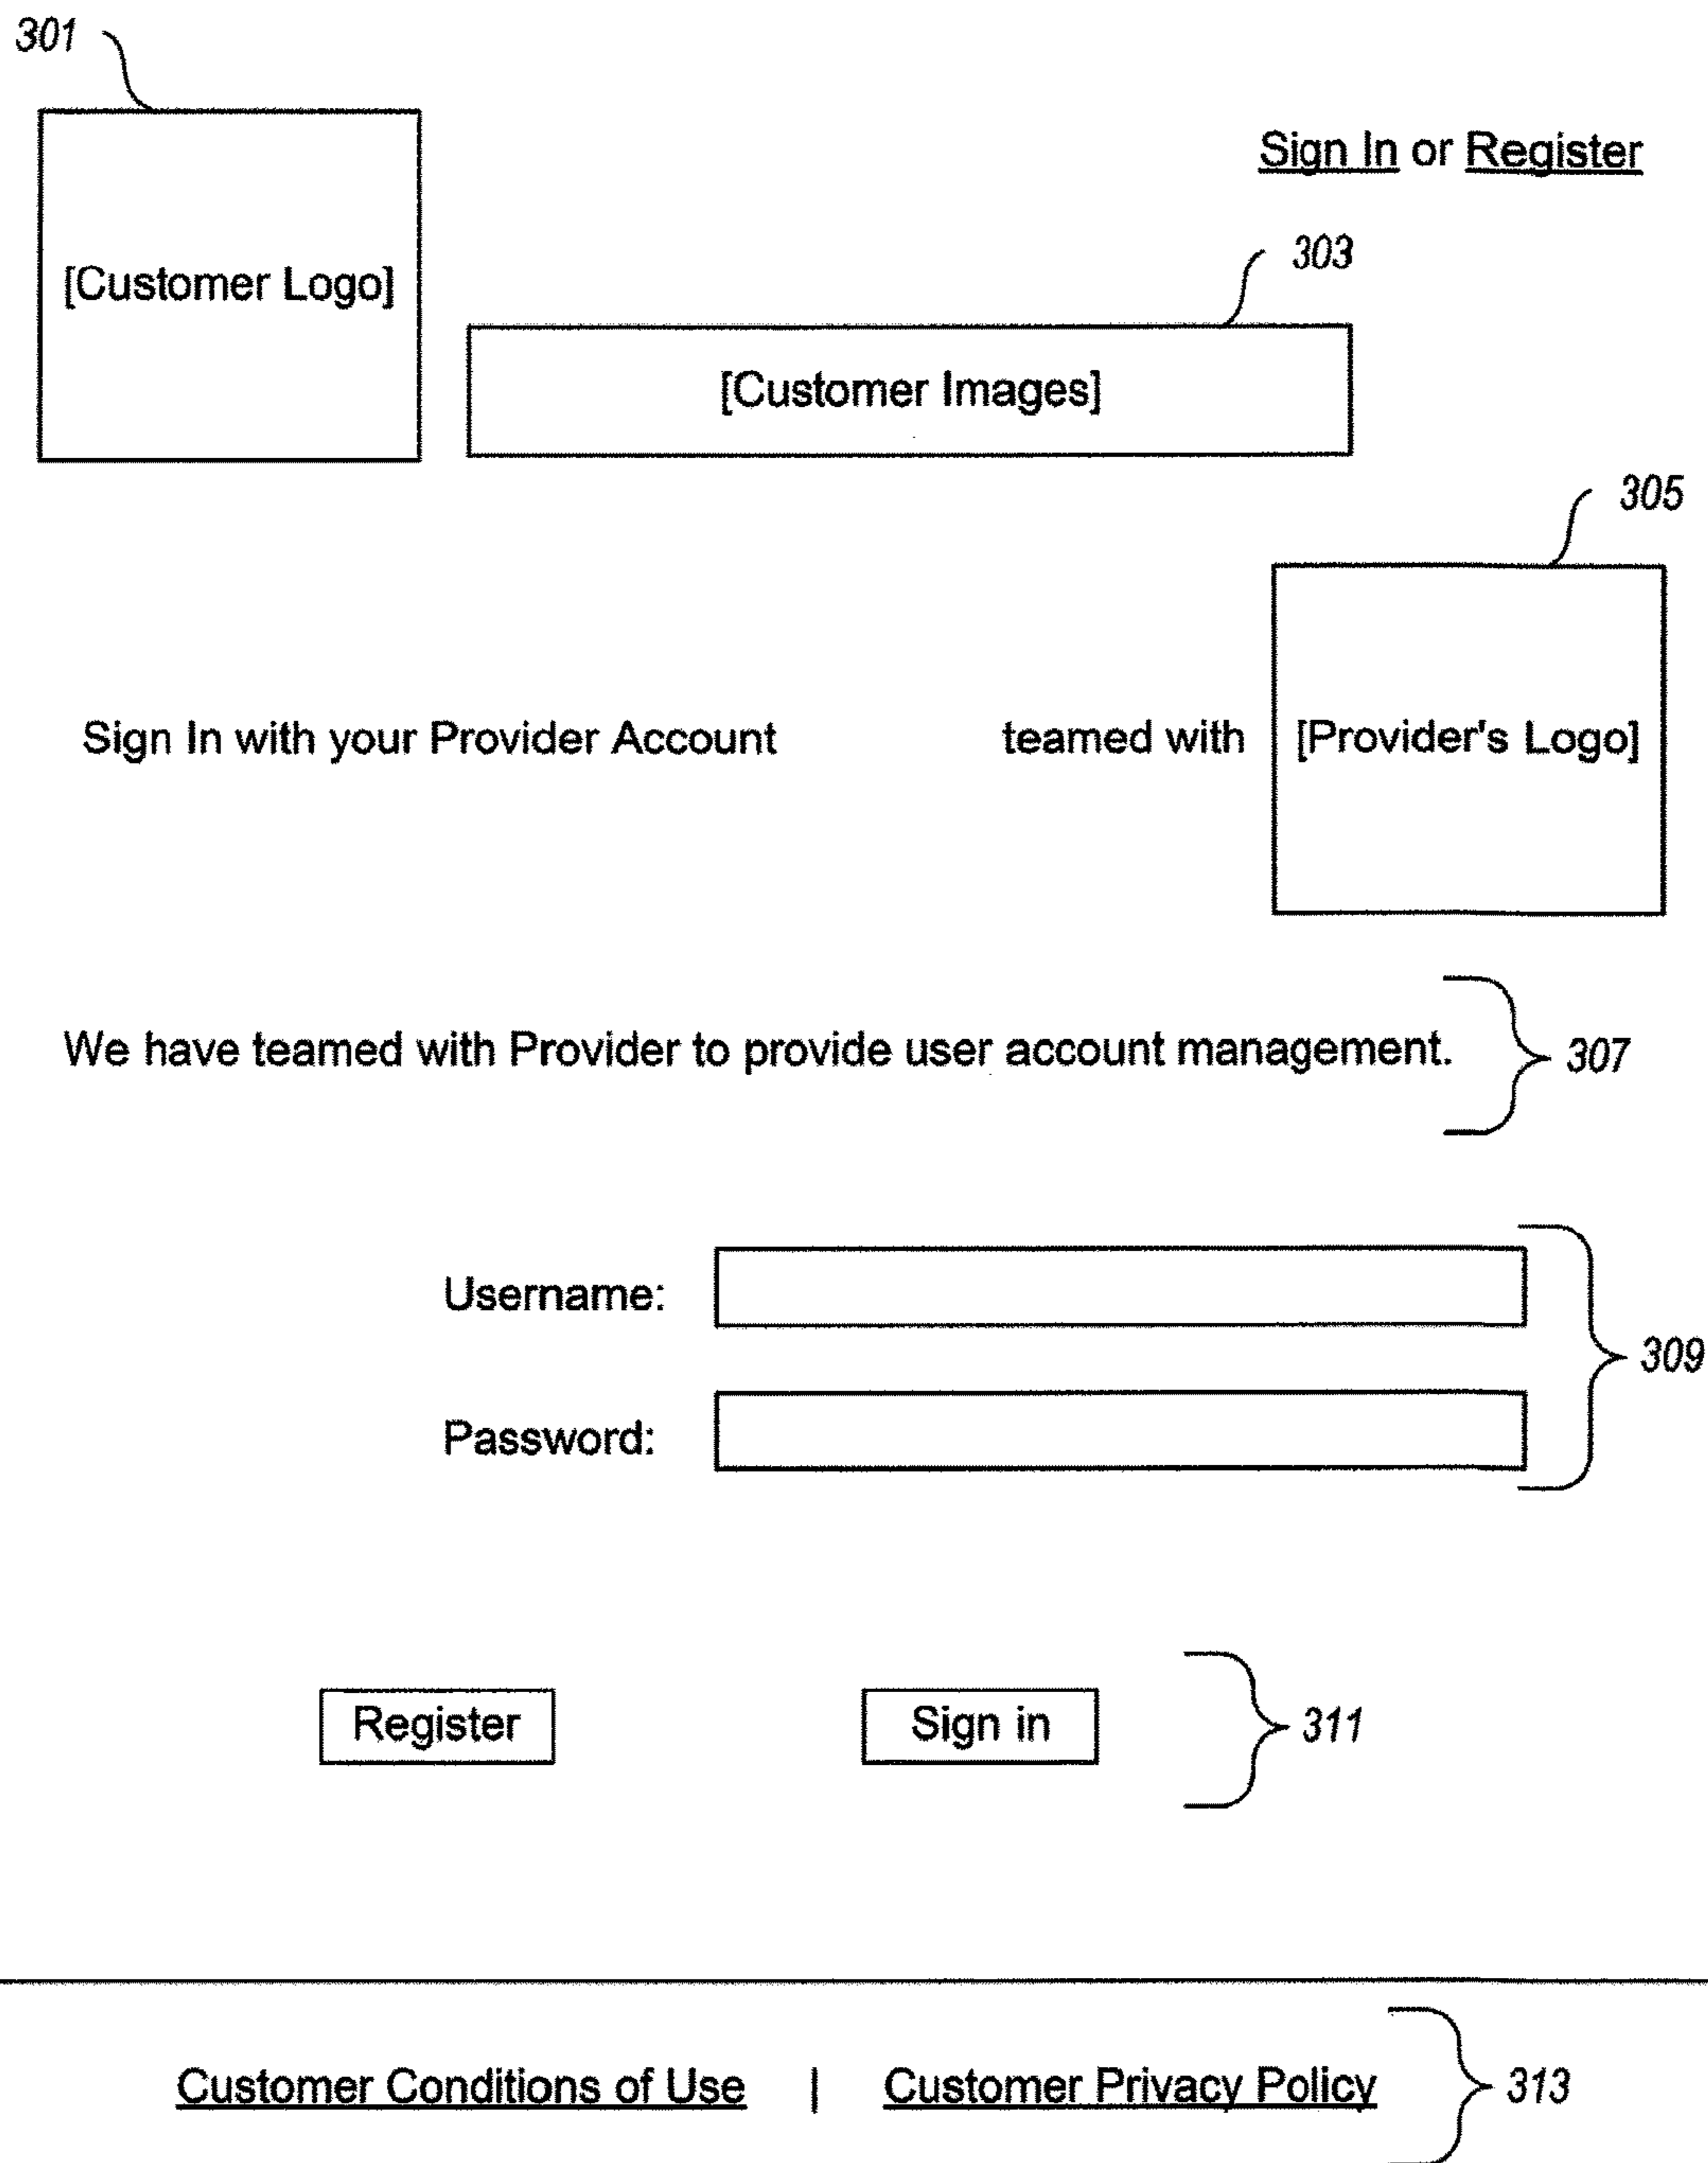 301
Sign In or Register
303
[Customer Logo]
[Customer Images]
305
Sign In with your Provider Account teamed with [Provider's Logo]
We have teamed with Provider to provide user account management. 307
Username:
309
Password:
Register Sign in 311
Customer Conditions of Use | Customer Privacy Policy 313